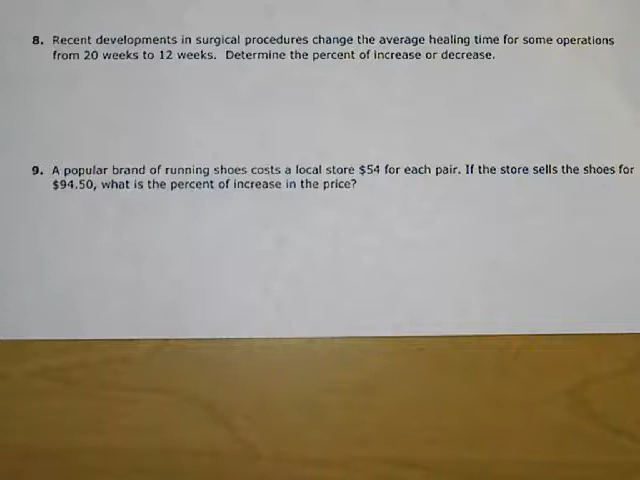 8. Recent developments in surgical procedures change the average healing time for some operations
from 20 weeks to 12 weeks. Determine the percent of increase or decrease.
9. A popular brand of running shoes costs a local store $54 for each pair. If the store sells the shoes for
$94.50, what is the percent of increase in the price?